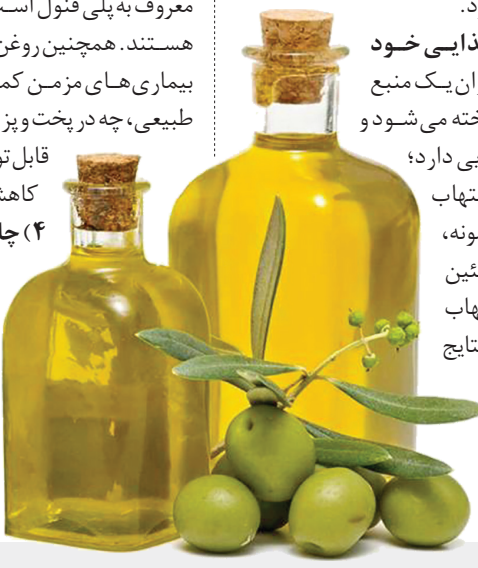 د.
ذایی خود
ان یک منبع
خته می‌شود و
یی دارد؛
تهاب
ونه،
ئین
هاب
تایج
معروف به پلی فنول اس
هستند. همچنین روغن
بیماری‌های مزمن کم
طبیعی، چه در پخت و پز
قابل‌تو
کاهش
۴) چا